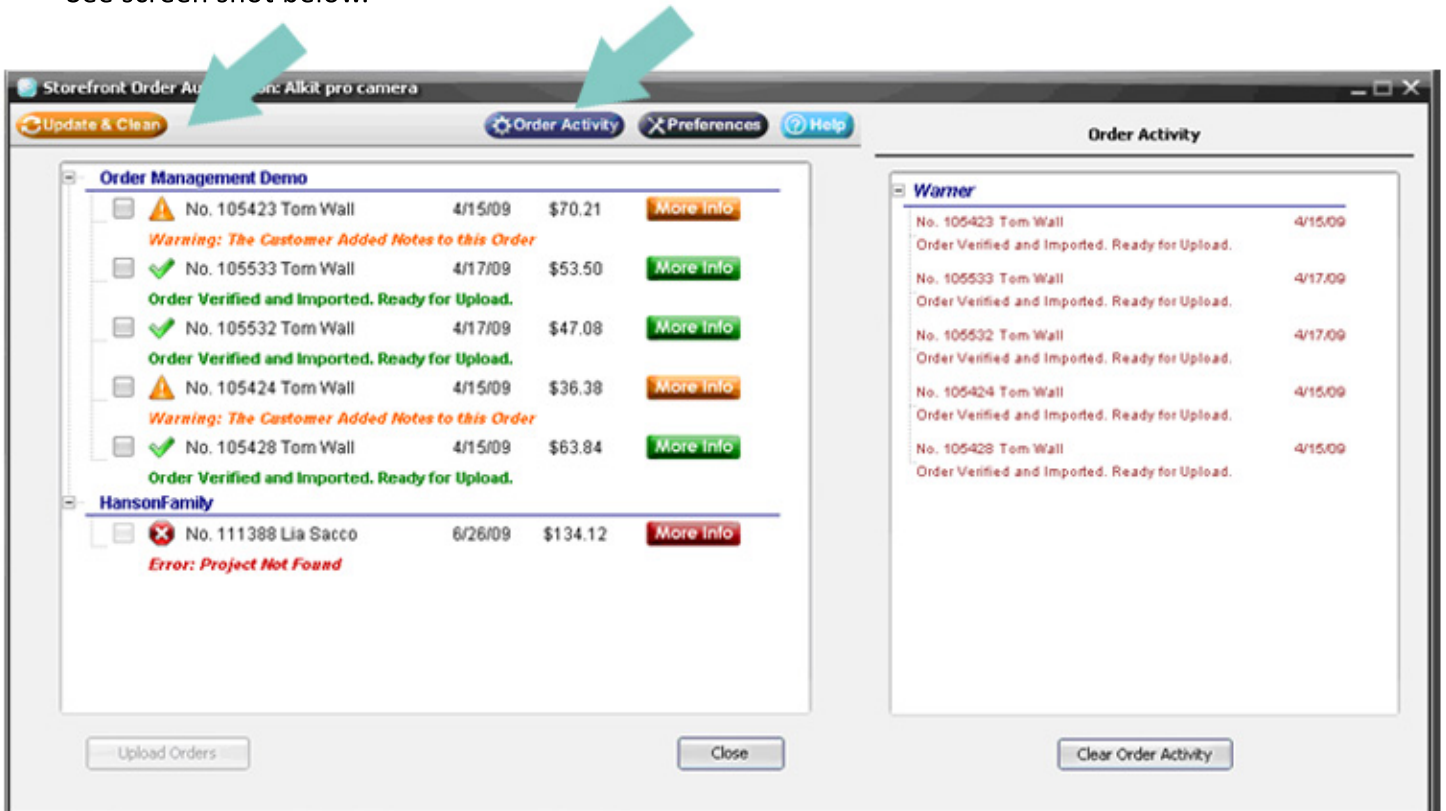 see screen shot below.
Storefront Order Au on: Alkit pro camera
Update & Clean
Order Activity
Preferences
Help
Order Activity
Order Management Demo
No. 105423 Tom Wall 4/15/09 $70.21 More Info
Warning: The Customer Added Notes to this Order
No. 105533 Tom Wall 4/17/09 $53.50 More Info
Order Verified and Imported. Ready for Upload.
No. 105532 Tom Wall 4/17/09 $47.08 More Info
Order Verified and Imported. Ready for Upload.
No. 105424 Tom Wall 4/15/09 $36.38 More Info
Warning: The Customer Added Notes to this Order
No. 105428 Tom Wall 4/15/09 $63.84 More Info
Order Verified and Imported. Ready for Upload.
HansonFamily
No. 111388 Lia Sacco 6/26/09 $134.12 More Info
Error: Project Not Found
Upload Orders
Close
Warner
No. 105423 Tom Wall 4/15/09
Order Verified and Imported. Ready for Upload.
No. 105533 Tom Wall 4/17/09
Order Verified and Imported. Ready for Upload.
No. 105532 Tom Wall 4/17/09
Order Verified and Imported. Ready for Upload.
No. 105424 Tom Wall 4/15/09
Order Verified and Imported. Ready for Upload.
No. 105428 Tom Wall 4/15/09
Order Verified and Imported. Ready for Upload.
Clear Order Activity